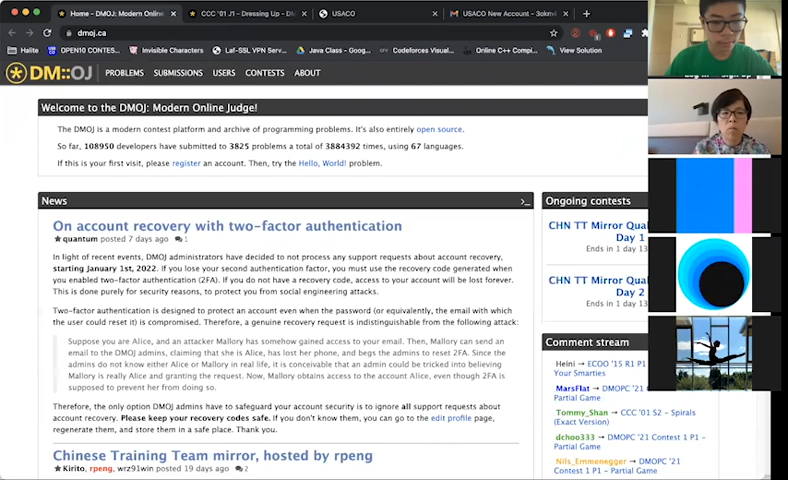 Home - DMOJ: Modern Online
CCC '01 J1 - Dressing Up - DM
USACO
USACO New Account - 3okmi
dmoj.ca
Halite
OPEN10 CONTES...
Invisible Characters
Laf-SSL VPN Serv...
Java Class - Goog...
Codeforces Visual...
Online C++ Compi...
View Solution
DM::OJ
PROBLEMS
SUBMISSIONS
USERS
CONTESTS
ABOUT
Welcome to the DMOJ: Modern Online Judge!
The DMOJ is a modern contest platform and archive of programming problems. It's also entirely open source.
So far, 108950 developers have submitted to 3825 problems a total of 3884392 times, using 67 languages.
If this is your first visit, please register an account. Then, try the Hello, World! problem.
News
>_
On account recovery with two-factor authentication
quantum posted 7 days ago 1
In light of recent events, DMOJ administrators have decided to not process any support requests about account recovery,
starting January 1st, 2022. If you lose your second authentication factor, you must use the recovery code generated when
you enabled two-factor authentication (2FA). If you do not have a recovery code, access to your account will be lost forever.
This is done purely for security reasons, to protect you from social engineering attacks.
Two-factor authentication is designed to protect an account even when the password (or equivalently, the email with which
the user could reset it) is compromised. Therefore, a genuine recovery request is indistinguishable from the following attack:
Suppose you are Alice, and an attacker Mallory has somehow gained access to your email. Then, Mallory can send an
email to the DMOJ admins, claiming that she is Alice, has lost her phone, and begs the admins to reset 2FA. Since the
admins do not know either Alice or Mallory in real life, it is conceivable that an admin could be tricked into believing
Mallory is really Alice and granting the request. Now, Mallory obtains access to the account Alice, even though 2FA is
supposed to prevent her from doing so.
Therefore, the only option DMOJ admins have to safeguard your account security is to ignore all support requests about
account recovery. Please keep your recovery codes safe. If you don't know them, you can go to the edit profile page,
regenerate them, and store them in a safe place. Thank you.
Chinese Training Team mirror, hosted by rpeng
Kirito, rpeng, wrz91win posted 19 days ago 2
Ongoing contests
CHN TT Mirror Qual
Day 1
Ends in 1 day 13
CHN TT Mirror Qual
Day 2
Ends in 1 day 13
Comment stream
Heini → ECOO '15 R1 P1
Your Smarties
MarsFlat → DMOPC '21
Partial Game
Tommy_Shan → CCC '01 S2 - Spirals
(Exact Version)
dchoo333 → DMOPC '21
Contest 1 P1 - Partial Game
Nils_Emmenegger → DMOPC '21
Contest 1 P1 - Partial Game